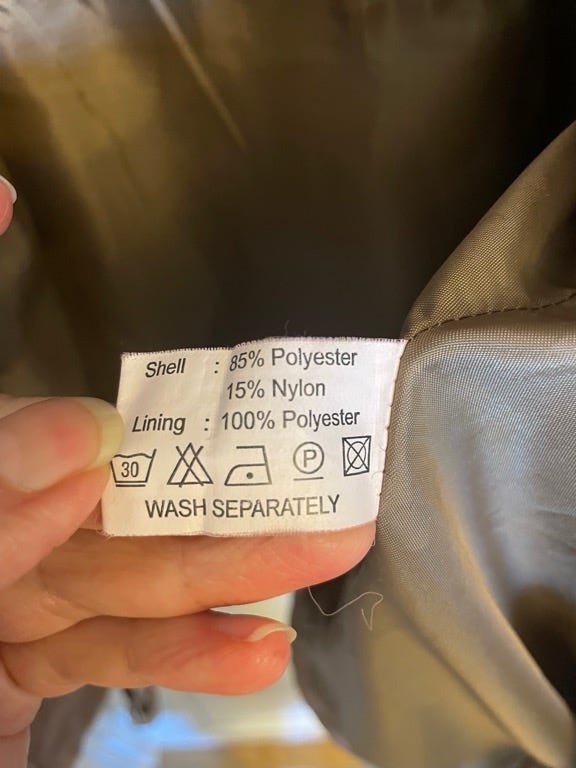 Shell : 85% Polyester
15% Nylon
Lining : 100% Polyester
30 P
WASH SEPARATELY